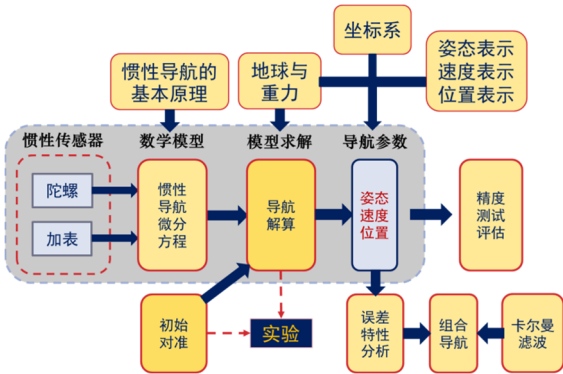 坐标系
惯性导航的
基本原理
地球与
重力
姿态表示
速度表示
位置表示
惯性传感器
数学模型
模型求解
导航参数
陀螺
加表
惯性
导航
微分
方程
导航
解算
姿态
速度
位置
精度
测试
评估
初始
对准
实验
误差
特性
分析
组合
导航
卡尔曼
滤波